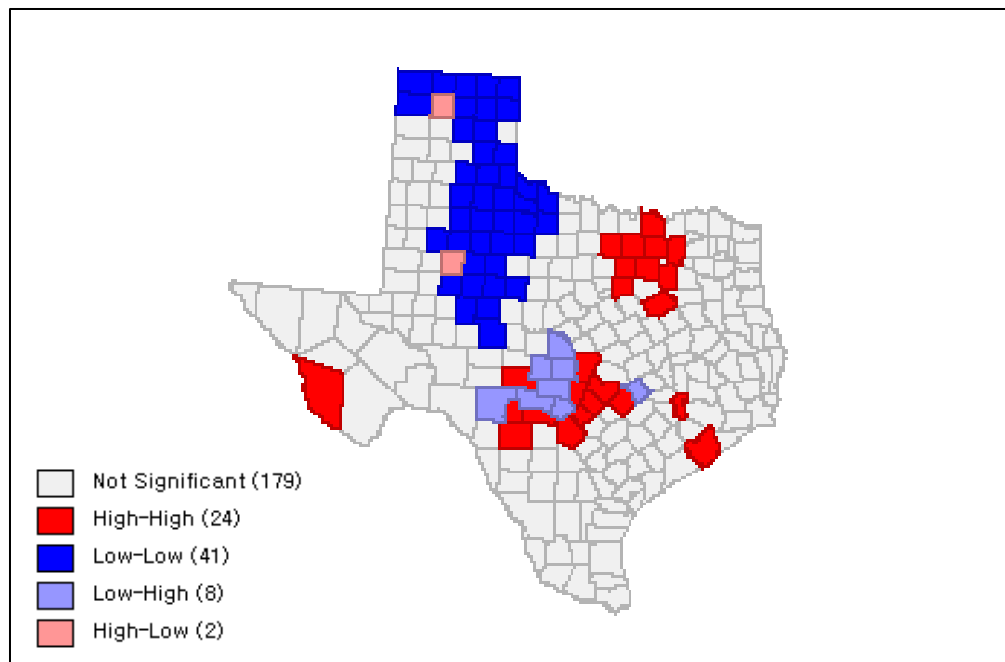 Not Significant (179)
High-High (24)
Low-Low (41)
Low-High (8)
High-Low (2)